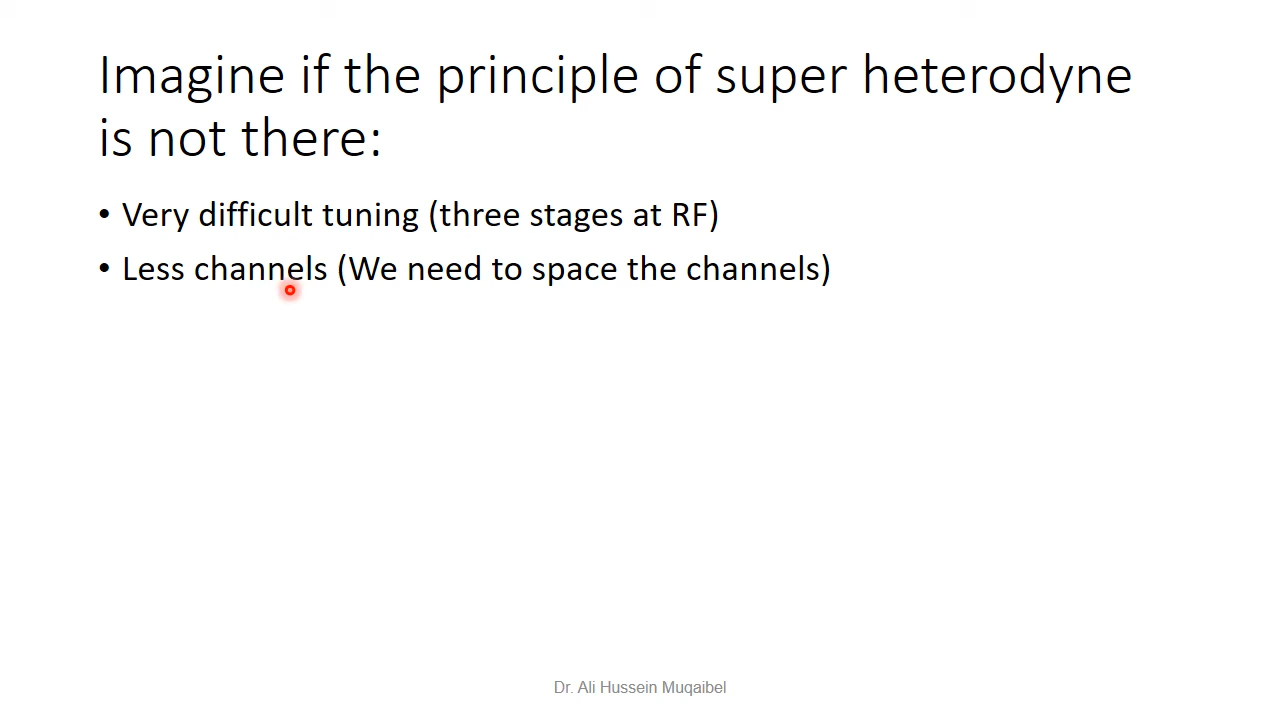 Imagine if the principle of super heterodyne
is not there:
• Very difficult tuning (three stages at RF)
• Less channels (We need to space the channels)
Dr. Ali Hussein Muqaibel